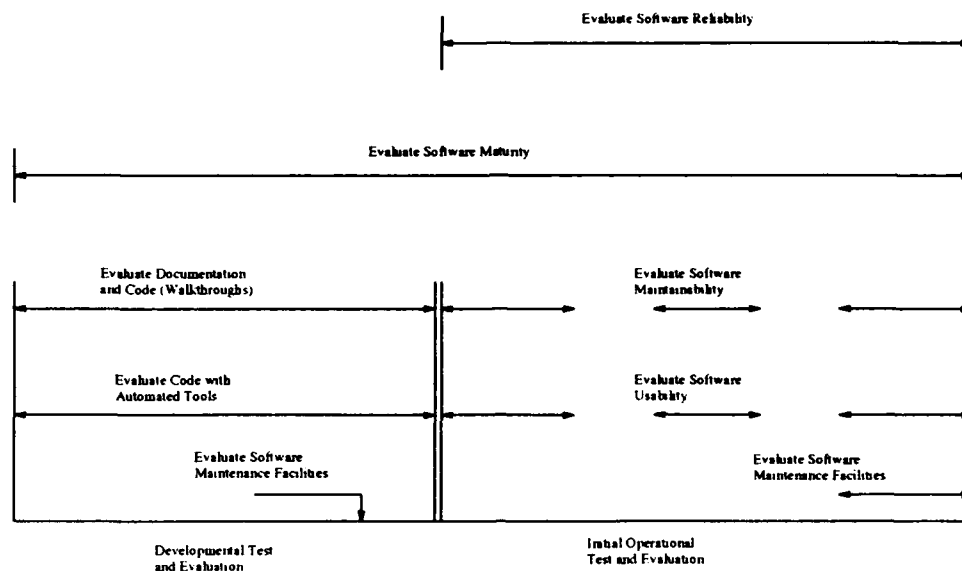 Evaluate Software Reliability
Evaluate Software Maturity
Evaluate Documentation
and Code (Walkthroughs)
Evaluate Software
Maintainability
Evaluate Code with
Automated Tools
Evaluate Software
Usability
Evaluate Software
Maintenance Facilities
Evaluate Software
Maintenance Facilities
Developmental Test
and Evaluation
Initial Operational
Test and Evaluation